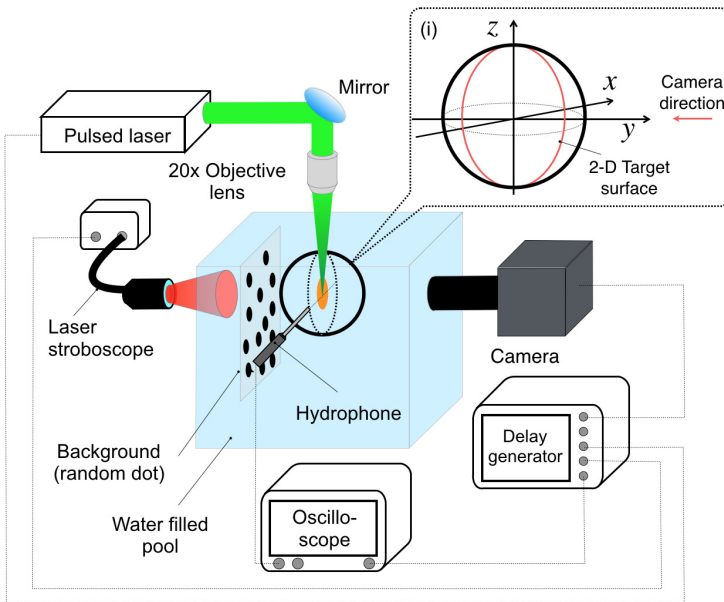 (i)
z
x
y
Camera
direction
2-D Target
surface
Mirror
Pulsed laser
20x Objective
lens
Laser
stroboscope
Camera
Hydrophone
Background
(random dot)
Delay
generator
Water filled
pool
Oscillo-
scope